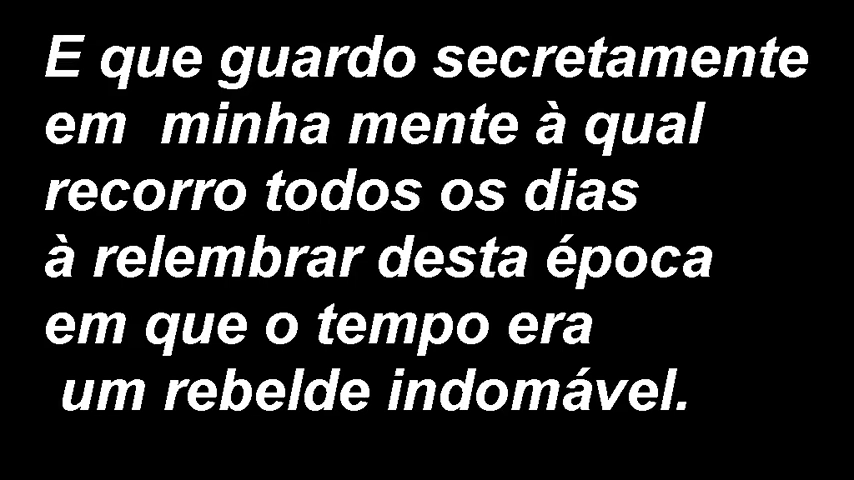 E que guardo secretamente
em minha mente à qual
recorro todos os dias
à relembrar desta época
em que o tempo era
um rebelde indomável.